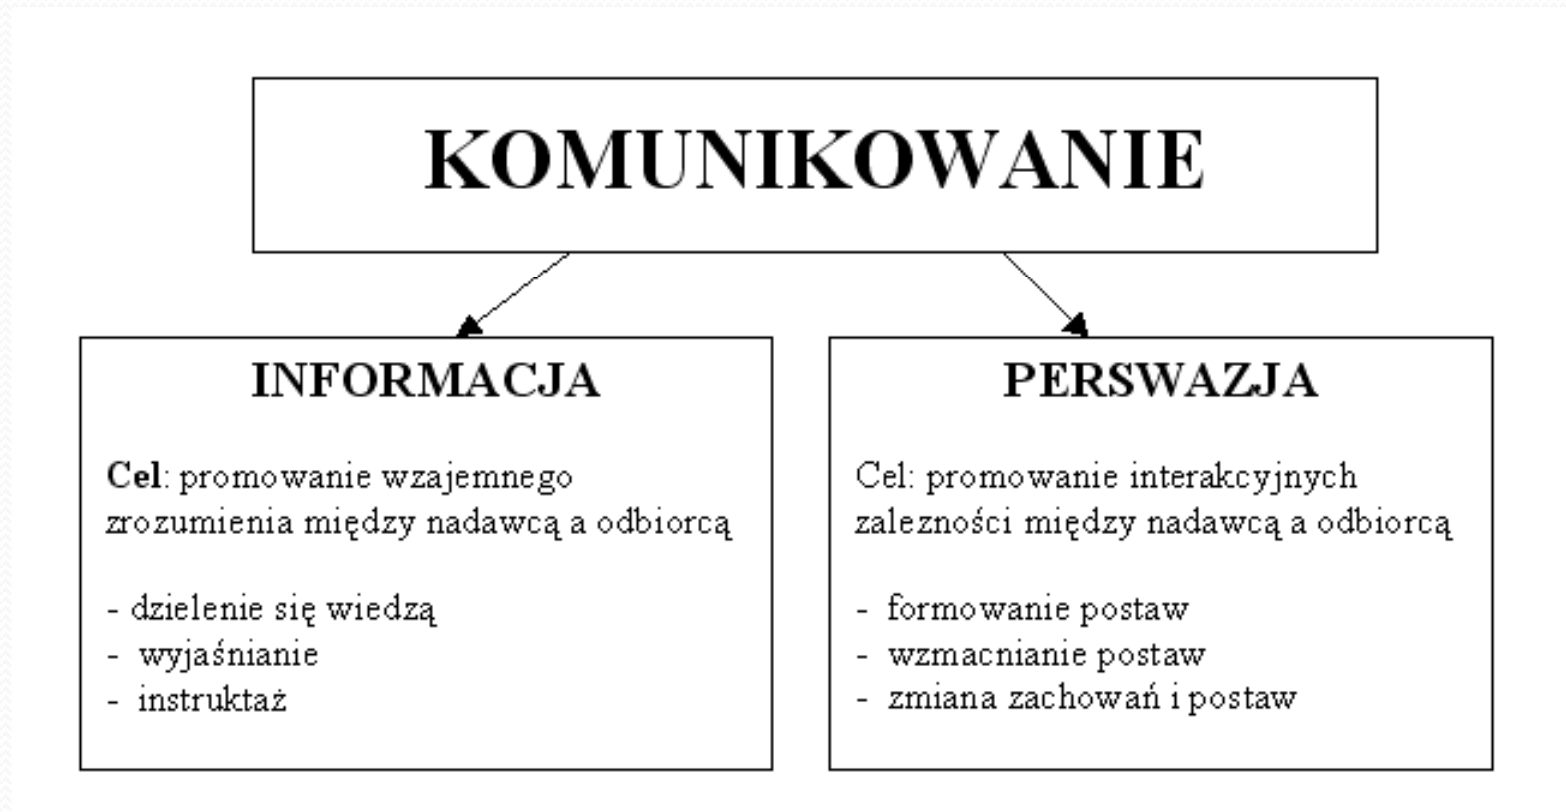 KOMUNIKOWANIE
INFORMACJA
Cel: promowanie wzajemnego
zrozumienia między nadawcą a odbiorcą
- dzielenie się wiedzą
- wyjaśnianie
- instruktaż
PERSWAZJA
Cel: promowanie interakcyjnych
zalezności między nadawcą a odbiorcą
- formowanie postaw
- wzmacnianie postaw
- zmiana zachowań i postaw